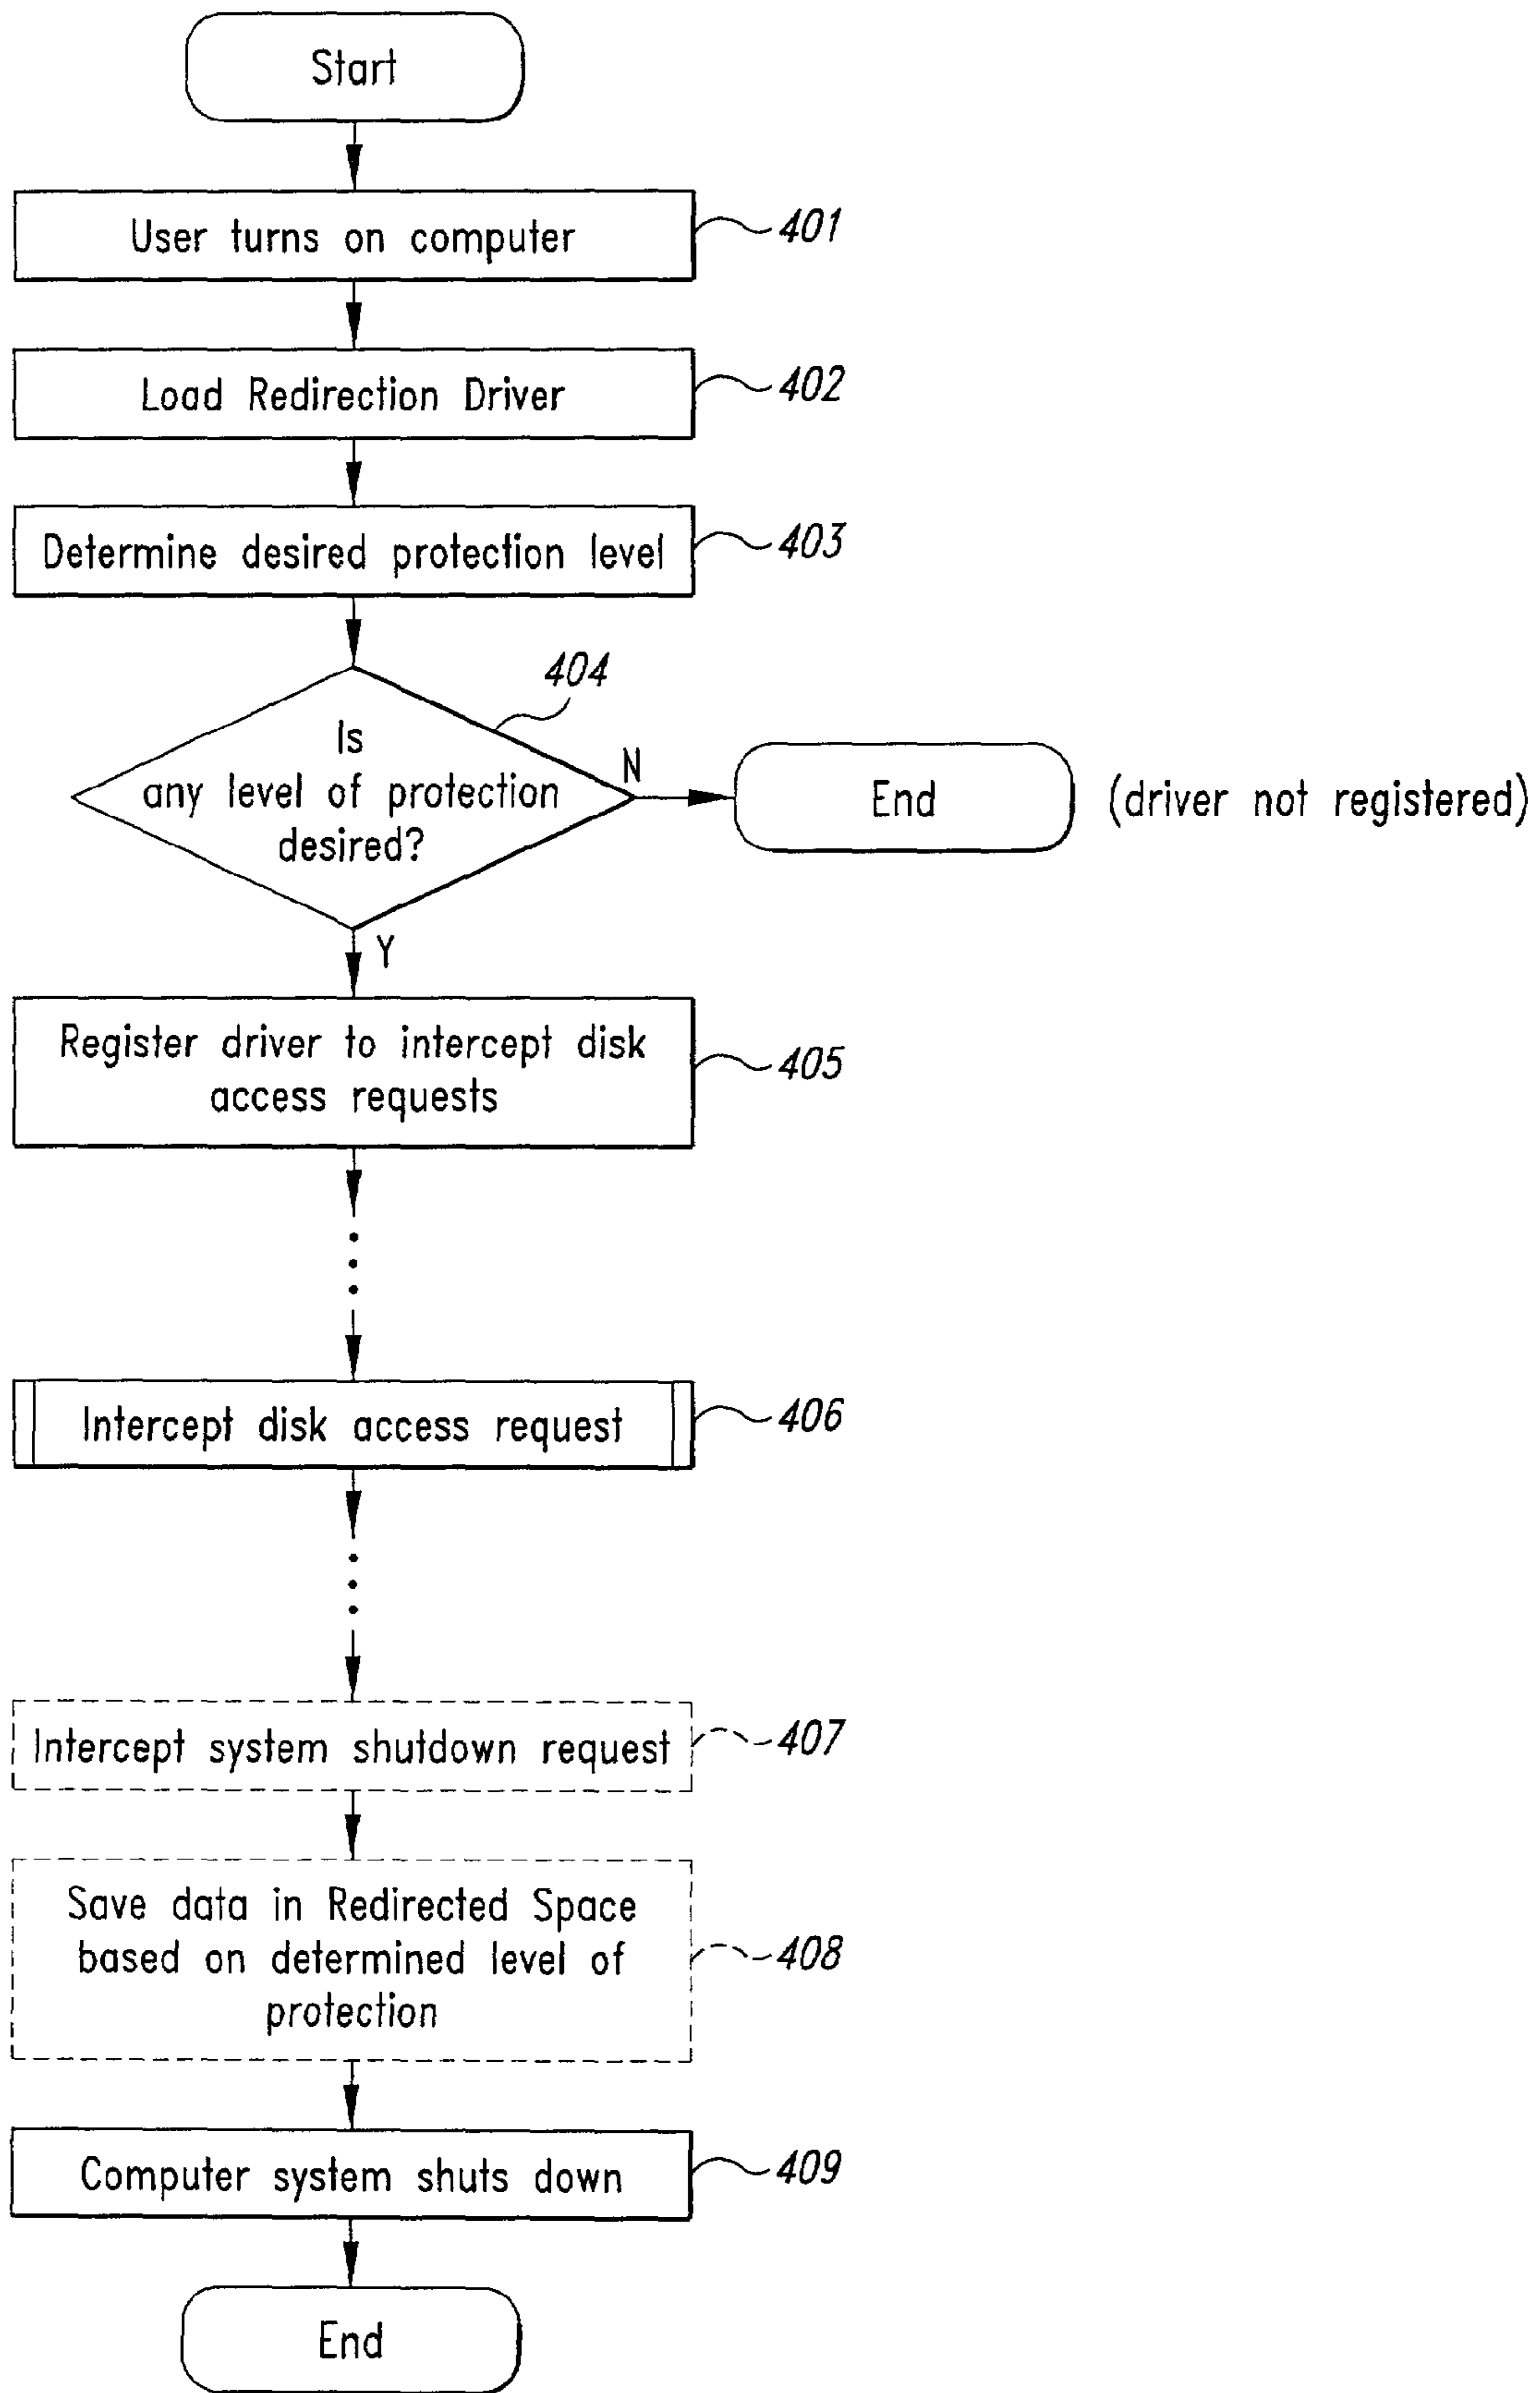 Start
User turns on computer
401
Load Redirection Driver
402
Determine desired protection level
403
404
Is
any level of protection
desired?
N
End
(driver not registered)
Y
Register driver to intercept disk
access requests
405
Intercept disk access request
406
Intercept system shutdown request
407
Save data in Redirected Space
based on determined level of
protection
408
Computer system shuts down
409
End